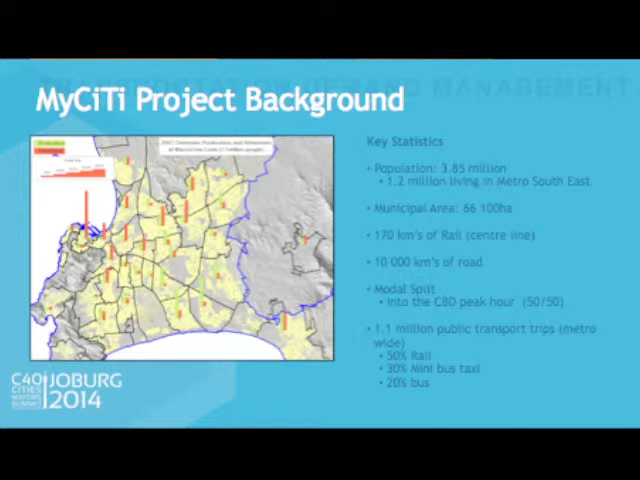 TRANSPORTATION DEMAND MANAGEMENT
MyCiTi Project Background
Key Statistics
• Population: 3.85 million
• 1.2 million living in Metro South East
• Municipal Area: 66 100ha
• 170 km's of Rail (centre line)
• 10 000 km's of road
• Modal Split
• Into the CBD peak hour (50/50)
• 1.1 million public transport trips (metro
wide)
• 50% Rail
• 30% Mini bus taxi
• 20% bus
C40
CITIES
MAYORS
SUMMIT
JOBURG
2014